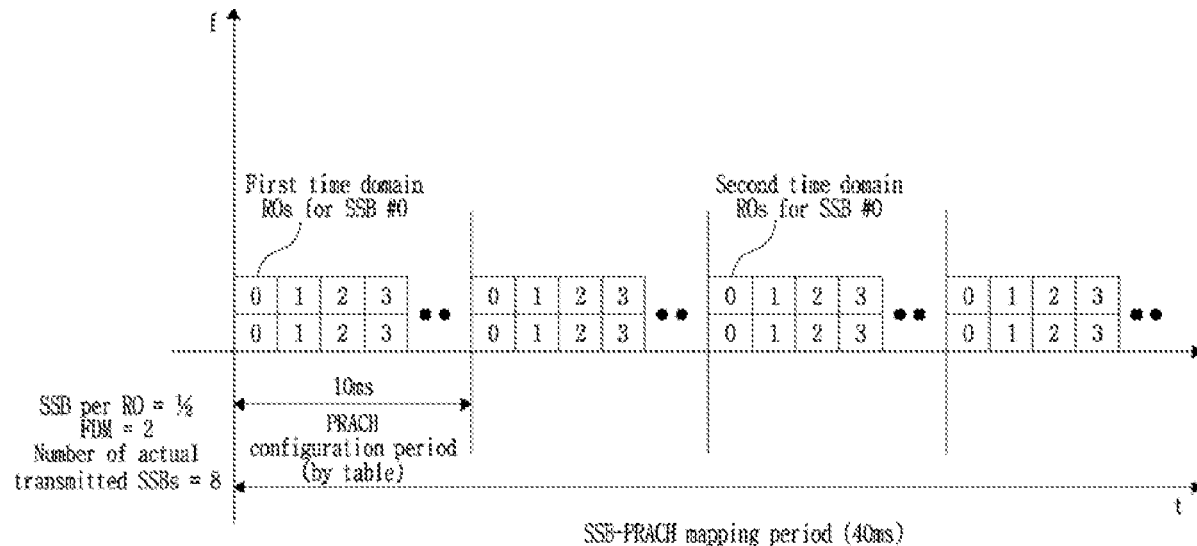 f
First time domain
ROs for SSB #0
Second time domain
ROs for SSB #0
0 1 2 3 0 1 2 3 0 1 2 3 0 1 2 3
0 1 2 3 0 1 2 3 0 1 2 3 0 1 2 3
10ms
PRACH
configuration period
(by table)
SSB per RO = ½
FDM = 2
Number of actual
transmitted SSBs = 8
t
SSB-PRACH mapping period (40ms)